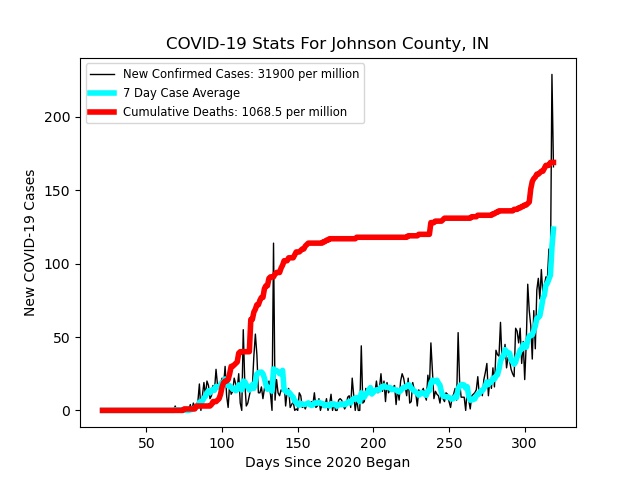 COVID-19 Stats For Johnson County, IN
New Confirmed Cases: 31900 per million
7 Day Case Average
Cumulative Deaths: 1068.5 per million
New COVID-19 Cases
200
150
100
50
0
50 100 150 200 250 300
Days Since 2020 Began